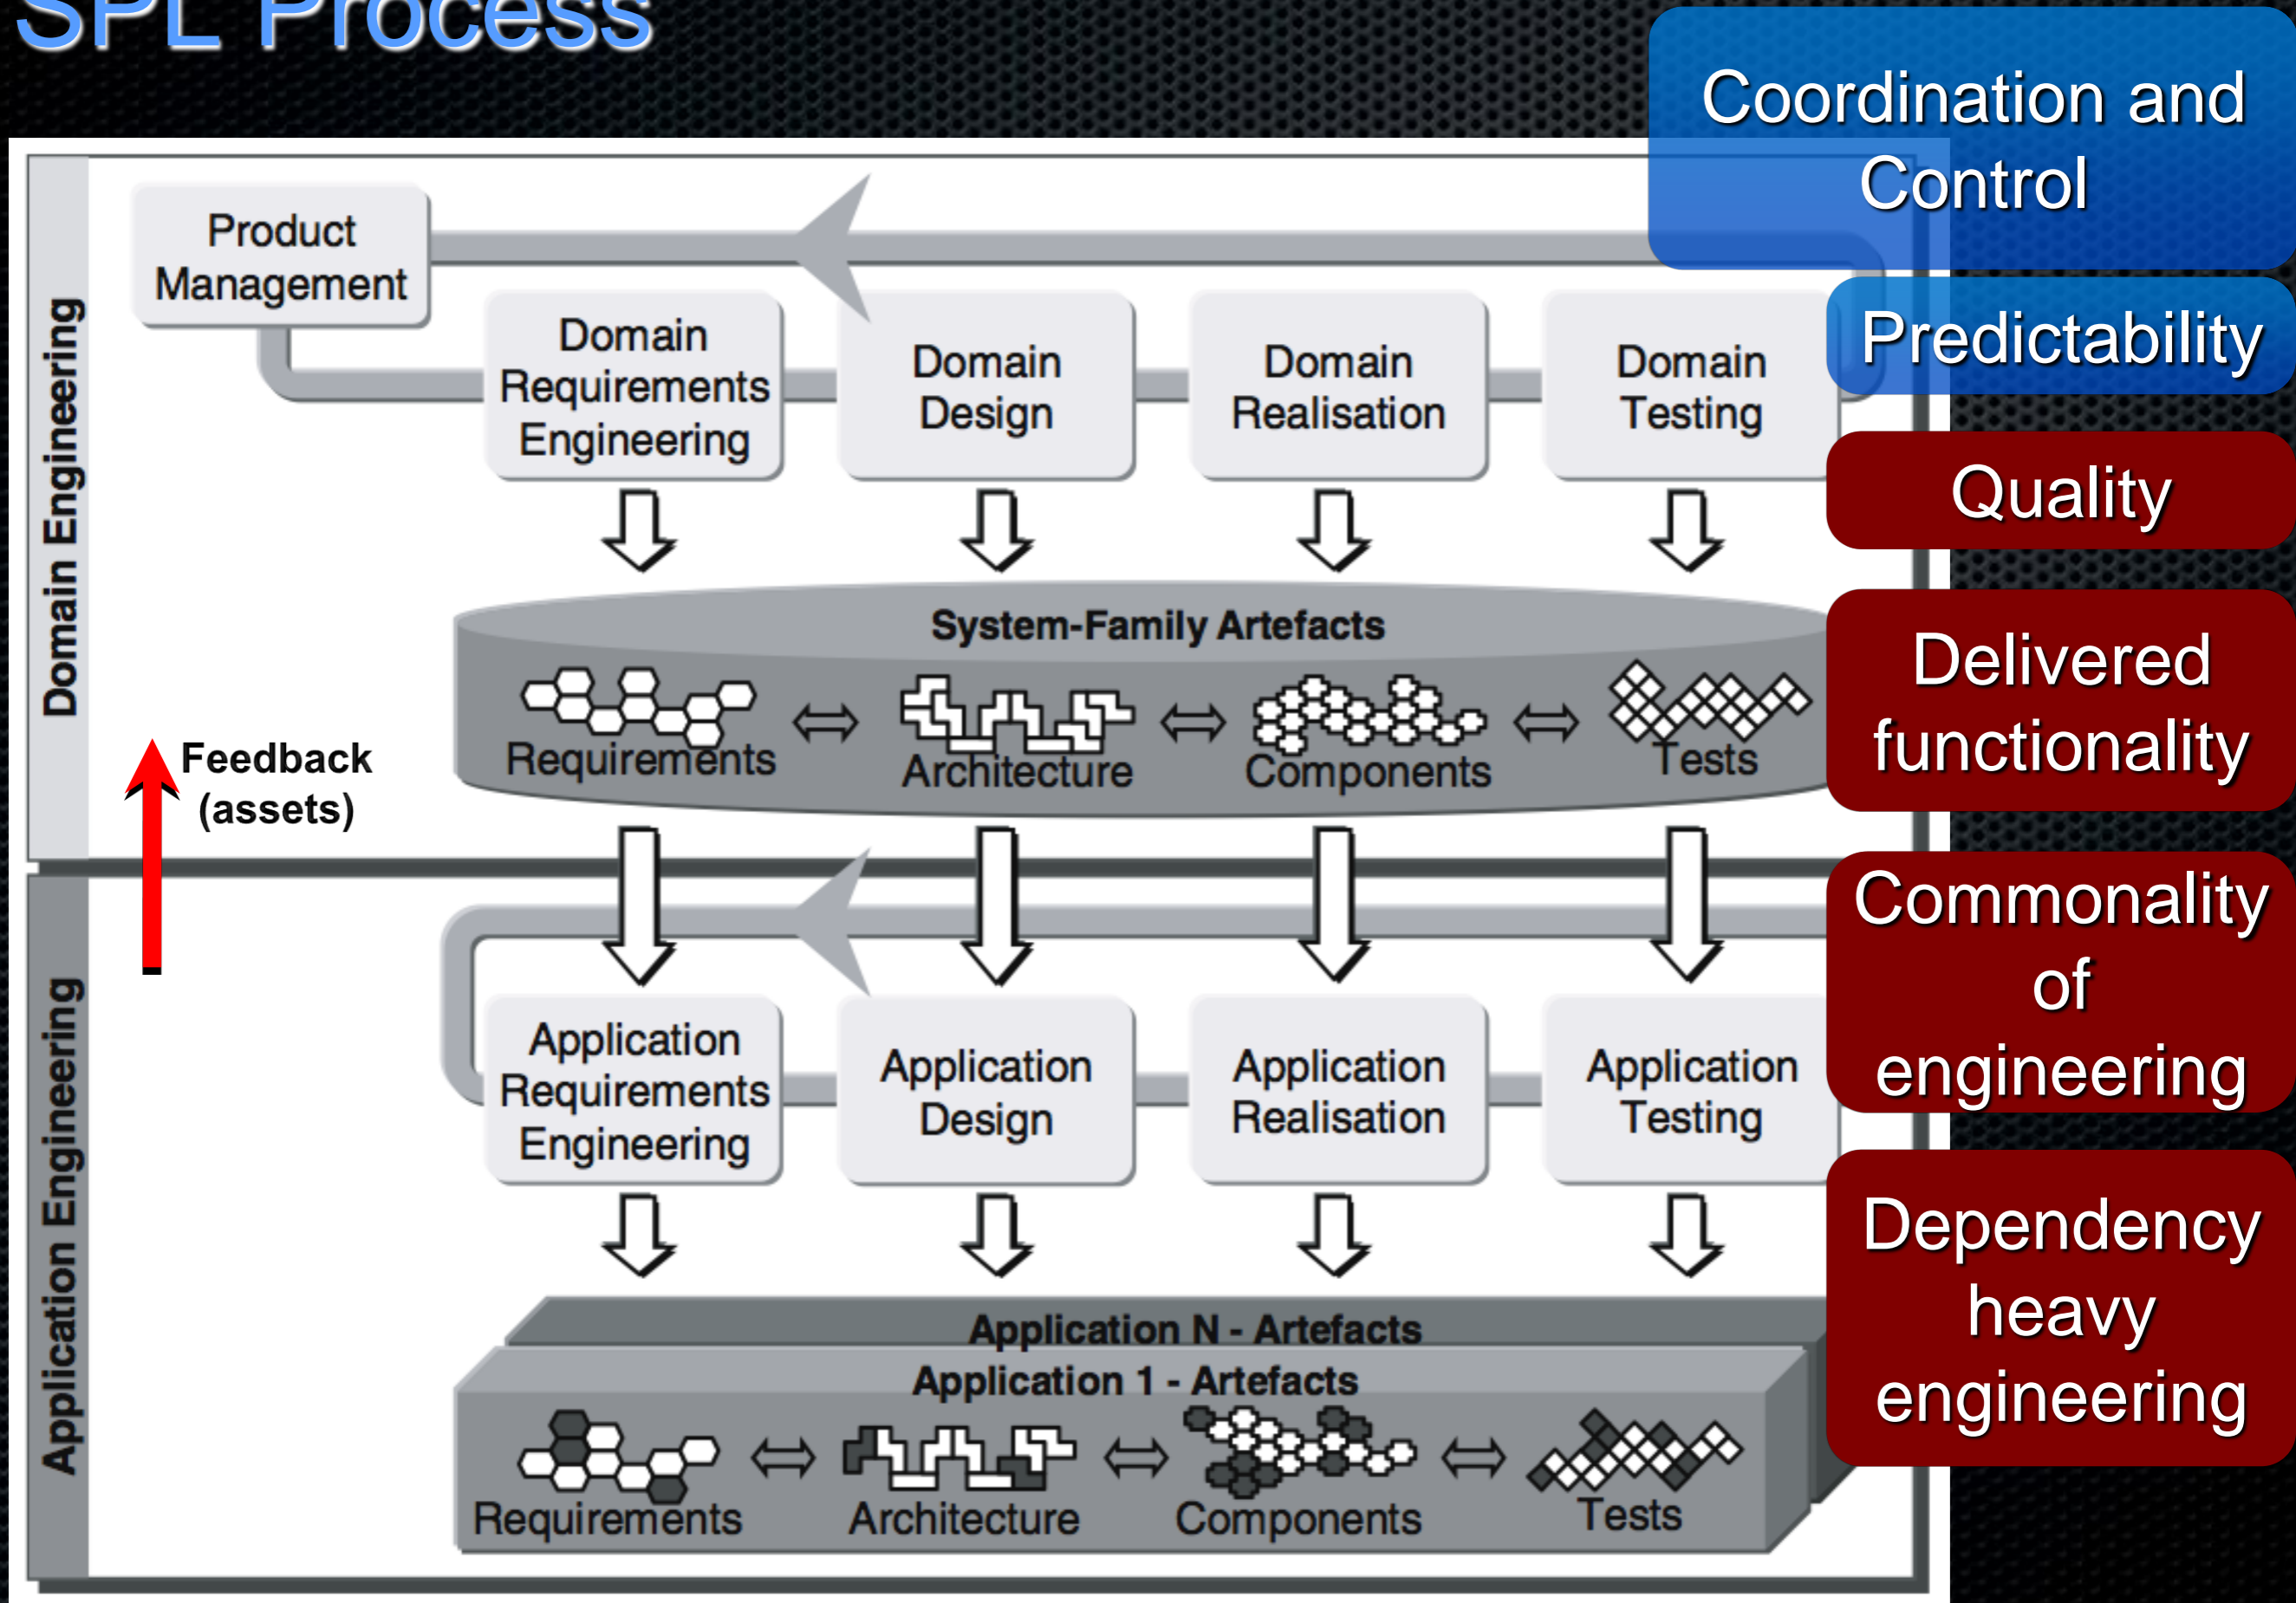 SPL Process
Coordination and
Control
Predictability
Quality
Delivered
functionality
Commonality
of
engineering
Dependency
heavy
engineering
Domain Engineering
Product
Management
Domain
Requirements
Engineering
Domain
Design
Domain
Realisation
Domain
Testing
System-Family Artefacts
Requirements
Architecture
Components
Tests
Feedback
(assets)
Application Engineering
Application
Requirements
Engineering
Application
Design
Application
Realisation
Application
Testing
Application N - Artefacts
Application 1 - Artefacts
Requirements
Architecture
Components
Tests